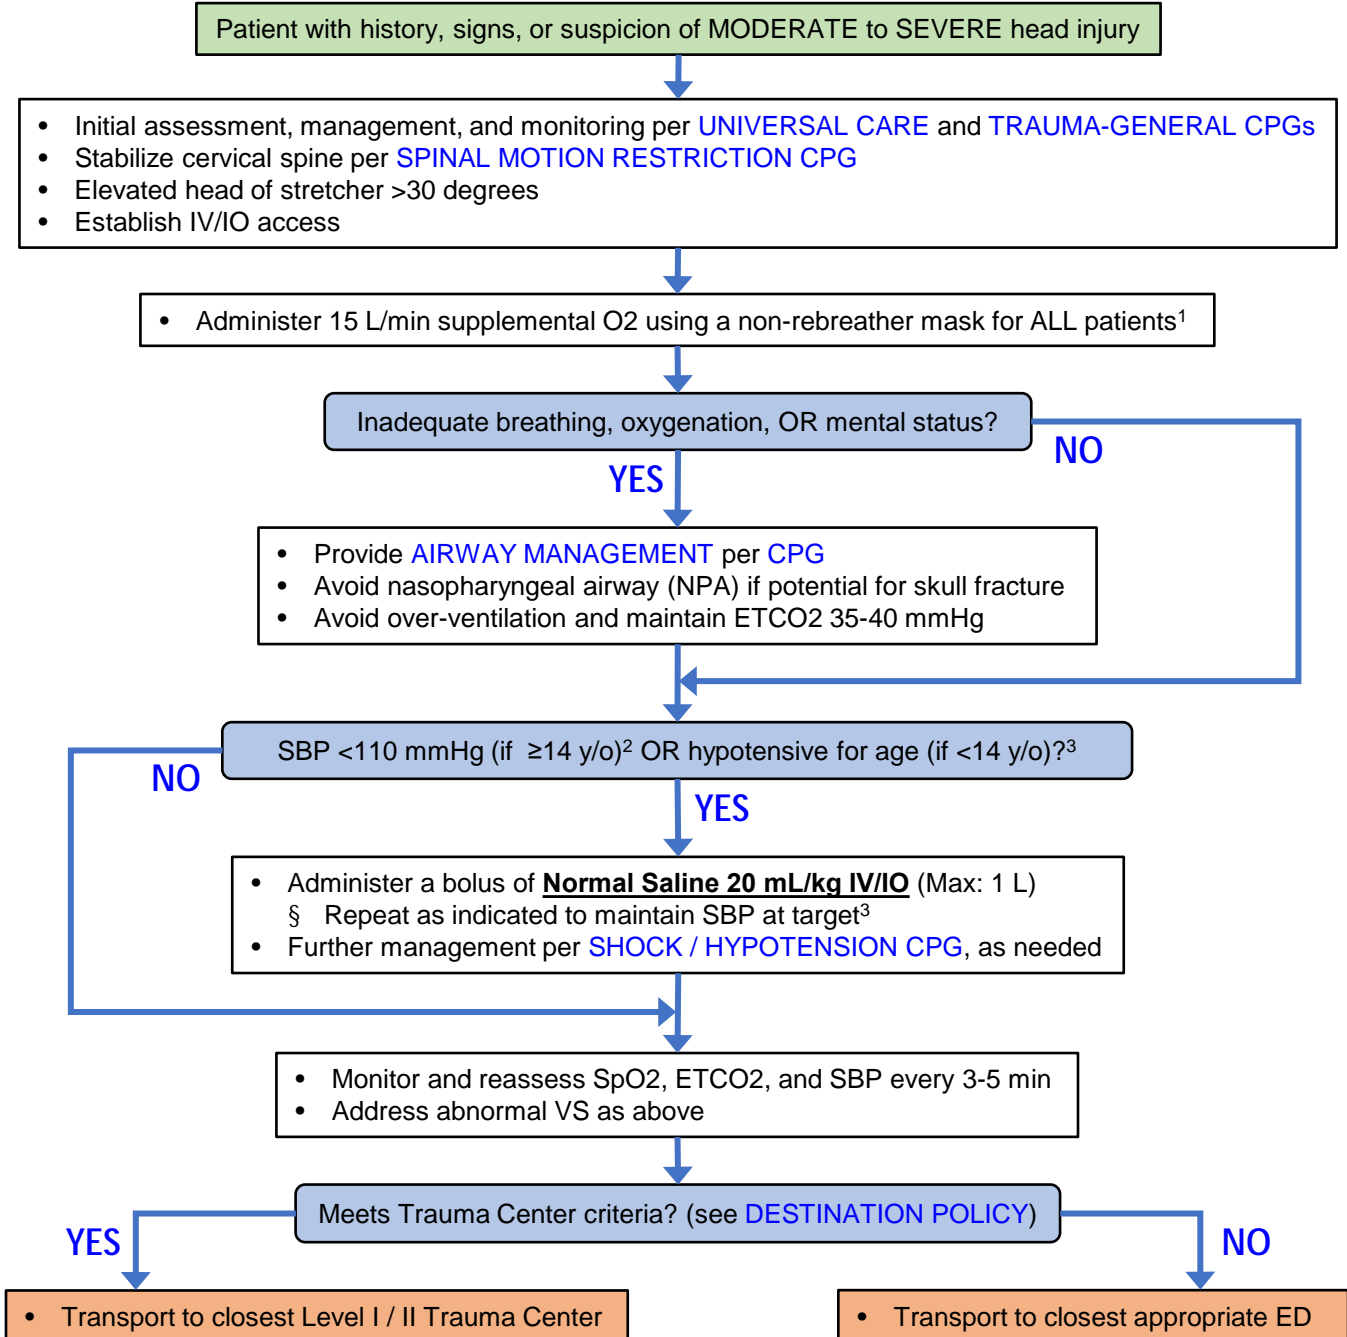 Patient with history, signs, or suspicion of MODERATE to SEVERE head injury
• Initial assessment, management, and monitoring per UNIVERSAL CARE and TRAUMA-GENERAL CPGs
• Stabilize cervical spine per SPINAL MOTION RESTRICTION CPG
• Elevated head of stretcher >30 degrees
• Establish IV/IO access
• Administer 15 L/min supplemental O2 using a non-rebreather mask for ALL patients¹
Inadequate breathing, oxygenation, OR mental status?
NO
YES
• Provide AIRWAY MANAGEMENT per CPG
• Avoid nasopharyngeal airway (NPA) if potential for skull fracture
• Avoid over-ventilation and maintain ETCO2 35-40 mmHg
SBP <110 mmHg (if ≥14 y/o)² OR hypotensive for age (if <14 y/o)?³
NO
YES
• Administer a bolus of Normal Saline 20 mL/kg IV/IO (Max: 1 L)
§ Repeat as indicated to maintain SBP at target³
• Further management per SHOCK / HYPOTENSION CPG, as needed
• Monitor and reassess SpO2, ETCO2, and SBP every 3-5 min
• Address abnormal VS as above
Meets Trauma Center criteria? (see DESTINATION POLICY)
YES
NO
• Transport to closest Level I / II Trauma Center
• Transport to closest appropriate ED